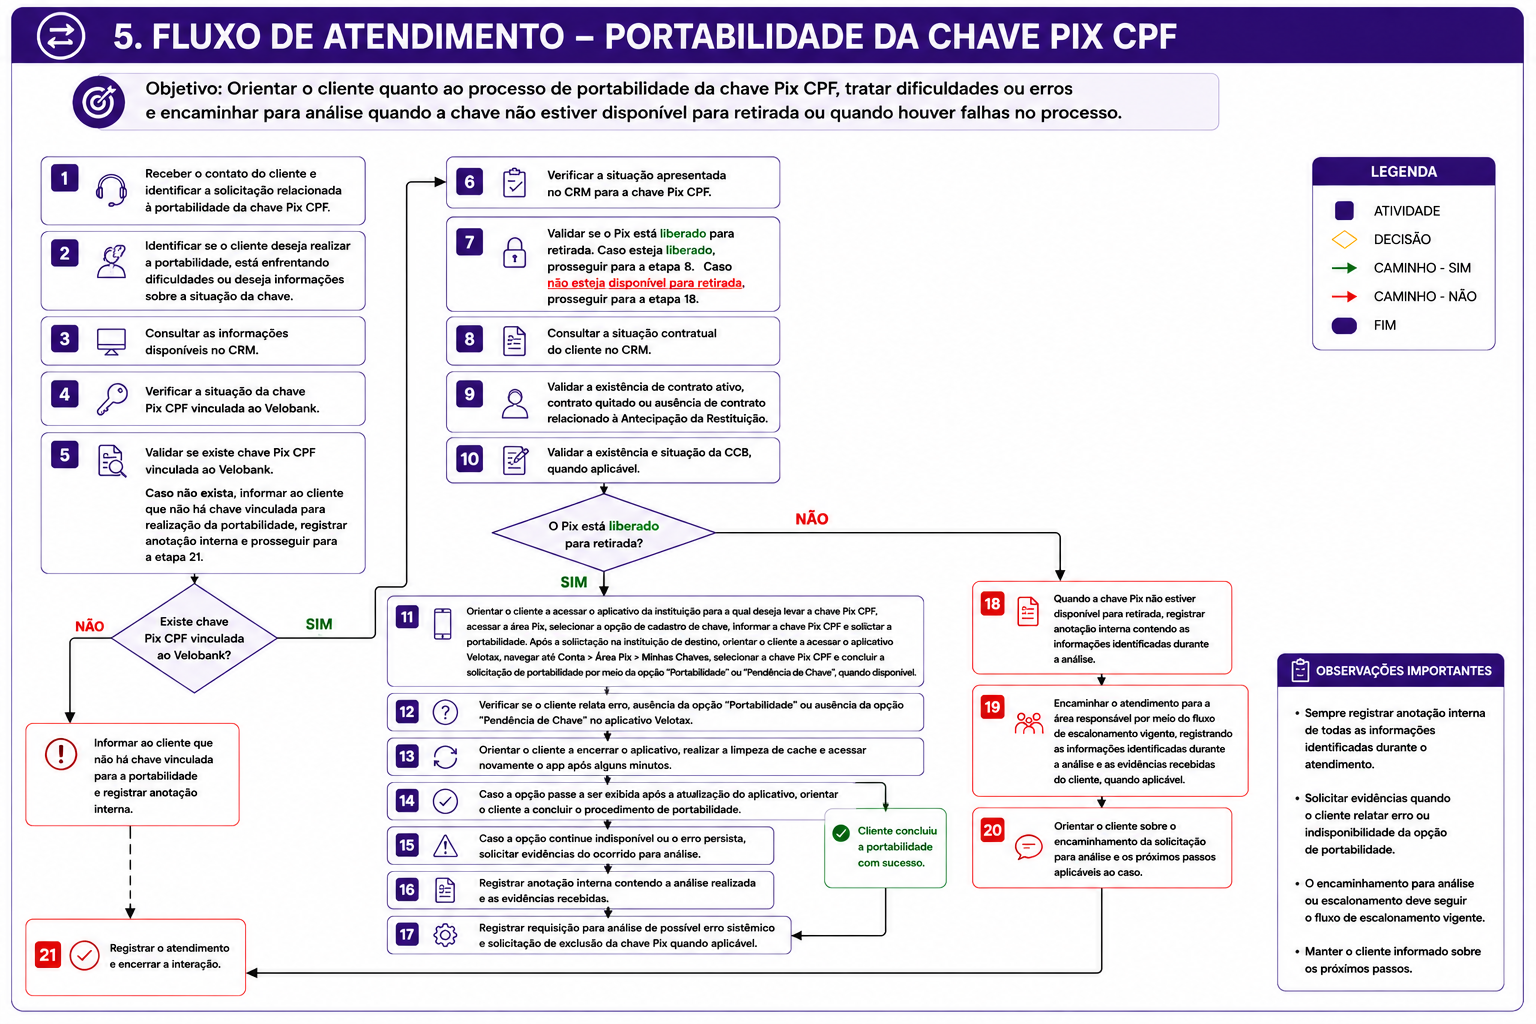 5. FLUXO DE ATENDIMENTO – PORTABILIDADE DA CHAVE PIX CPF
Objetivo: Orientar o cliente quanto ao processo de portabilidade da chave Pix CPF, tratar dificuldades ou erros
e encaminhar para análise quando a chave não estiver disponível para retirada ou quando houver falhas no processo.
1
Receber o contato do cliente e
identificar a solicitação relacionada
à portabilidade da chave Pix CPF.
2
Identificar se o cliente deseja realizar
a portabilidade, está enfrentando
dificuldades ou deseja informações
sobre a situação da chave.
3
Consultar as informações
disponíveis no CRM.
4
Verificar a situação da chave
Pix CPF vinculada ao Velobank.
5
Validar se existe chave Pix CPF
vinculada ao Velobank.
Caso não exista, informar ao cliente
que não há chave vinculada para
realização da portabilidade, registrar
anotação interna e prosseguir para
a etapa 21.
Existe chave
Pix CPF vinculada
ao Velobank?
NÃO
SIM
Informar ao cliente que
não há chave vinculada
para a portabilidade
e registrar anotação
interna.
21
Registrar o atendimento
e encerrar a interação.
6
Verificar a situação apresentada
no CRM para a chave Pix CPF.
7
Validar se o Pix está liberado para
retirada. Caso esteja liberado,
prosseguir para a etapa 8. Caso
não esteja disponível para retirada,
prosseguir para a etapa 18.
8
Consultar a situação contratual
do cliente no CRM.
9
Validar a existência de contrato ativo,
contrato quitado ou ausência de contrato
relacionado à Antecipação da Restituição.
10
Validar a existência e situação da CCB,
quando aplicável.
O Pix está liberado
para retirada?
NÃO
SIM
11
Orientar o cliente a acessar o aplicativo da instituição para a qual deseja levar a chave Pix CPF,
acessar a área Pix, selecionar a opção de cadastro de chave, informar a chave Pix CPF e solictar a
portabilidade. Após a soliictação na instituição de destino, orientar o cliente a acessar o aplicativo
Velotax, navegar até Conta > Área Pix > Minhas Chaves, selecionar a chave Pix CPF e concluir a
solicitação de portabilidade por meio da opção "Portabilidade" ou "Pendência de Chave", quando disponível.
12
Verificar se o cliente relata erro, ausência da opção "Portabilidade" ou ausência da opção
"Pendência de Chave" no aplicativo Velotax.
13
Orientar o cliente a encerrar o aplicativo, realizar a limpeza de cache e acessar
novamente o app após alguns minutos.
14
Caso a opção passe a ser exibida após a atualização do aplicativo, orientar
o cliente a concluir o procedimento de portabilidade.
15
Caso a opção continue indisponível ou o erro persista,
solicitar evidências do ocorrido para análise.
16
Registrar anotação interna contendo a análise realizada
e as evidências recebidas.
17
Registrar requisição para análise de possível erro sistêmico
e solicitação de exclusão da chave Pix quando aplicável.
Cliente concluiu
a portabilidade
com sucesso.
18
Quando a chave Pix não estiver
disponível para retirada, registrar
anotação interna contendo as
informações identificadas durante
a análise.
19
Encaminhar o atendimento para a
área responsável por meio do fluxo
de escalonamento vigente, registrando
as informações identificadas durante
a análise e as evidências recebidas
do cliente, quando aplicável.
20
Orientar o cliente sobre o
encaminhamento da solicitação
para análise e os próximos passos
aplicáveis ao caso.
LEGENDA
ATIVIDADE
DECISÃO
CAMINHO - SIM
CAMINHO - NÃO
FIM
OBSERVAÇÕES IMPORTANTES
• Sempre registrar anotação interna
de todas as informações
identificadas durante o
atendimento.
• Solicitar evidências quando
o cliente relatar erro ou
indisponibilidade da opção
de portabilidade.
• O encaminhamento para análise
ou escalonamento deve seguir
o fluxo de escalonamento vigente.
• Manter o cliente informado sobre
os próximos passos.